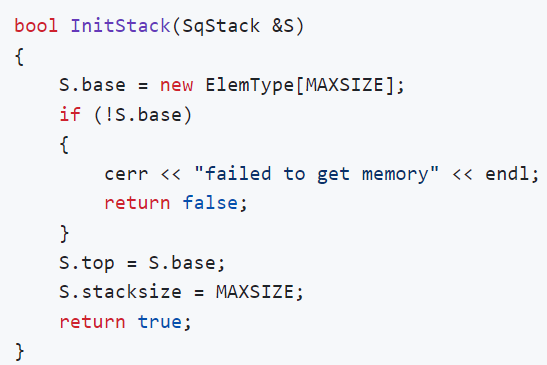 bool InitStack(SqStack &S)
{
    S.base = new ElemType[MAXSIZE];
    if (!S.base)
    {
        cerr << "failed to get memory" << endl;
        return false;
    }
    S.top = S.base;
    S.stacksize = MAXSIZE;
    return true;
}